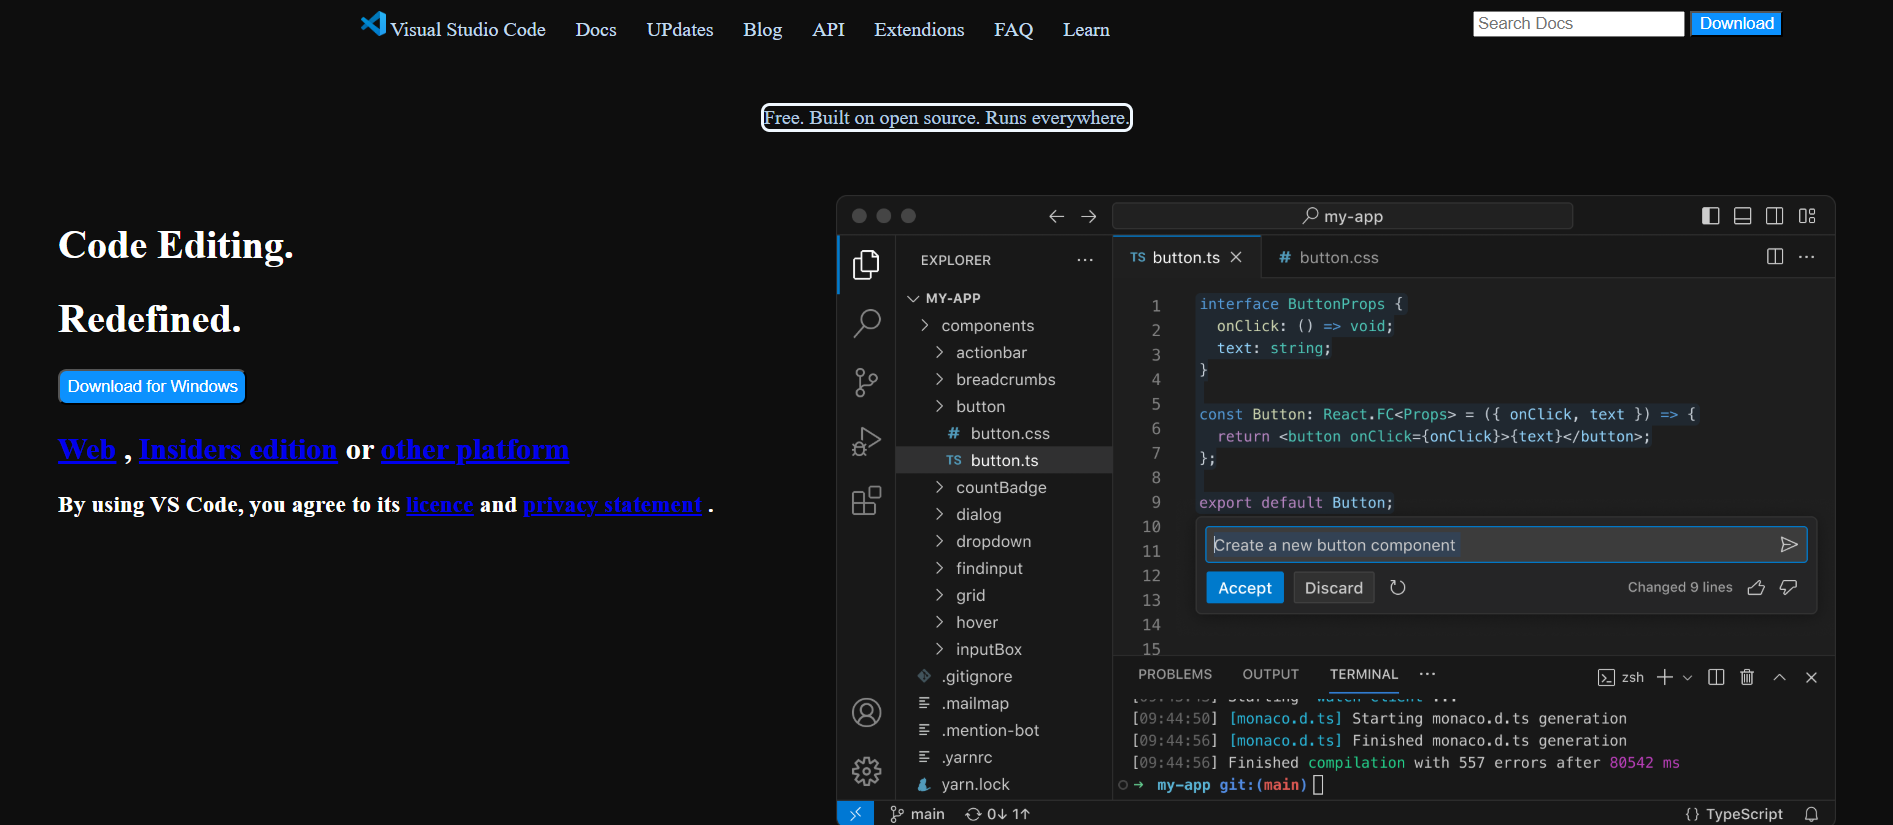 Visual Studio Code Docs UPdates Blog API Extendions FAQ Learn Search Docs Download
Free. Built on open source. Runs everywhere.
Code Editing.
Redefined.
Download for Windows
Web , Insiders edition or other platform
By using VS Code, you agree to its licence and privacy statement .
my-app
EXPLORER
MY-APP
components
actionbar
breadcrumbs
button
# button.css
TS button.ts
countBadge
dialog
dropdown
findinput
grid
hover
inputBox
.gitignore
.mailmap
.mention-bot
.yarnrc
yarn.lock
TS button.ts # button.css
1 interface ButtonProps {
2 onClick: () => void;
3 text: string;
4 }
5
6 const Button: React.FC<Props> = ({ onClick, text }) => {
7 return <button onClick={onClick}>{text}</button>;
8 };
9 export default Button;
10
11
12
13
14
15
Create a new button component
Accept Discard Changed 9 lines
PROBLEMS OUTPUT TERMINAL ... zsh
[09:44:50] [monaco.d.ts] Starting monaco.d.ts generation
[09:44:56] [monaco.d.ts] Finished monaco.d.ts generation
[09:44:56] Finished compilation with 557 errors after 80542 ms
my-app git:(main)
main 0↓ 1↑ {} TypeScript